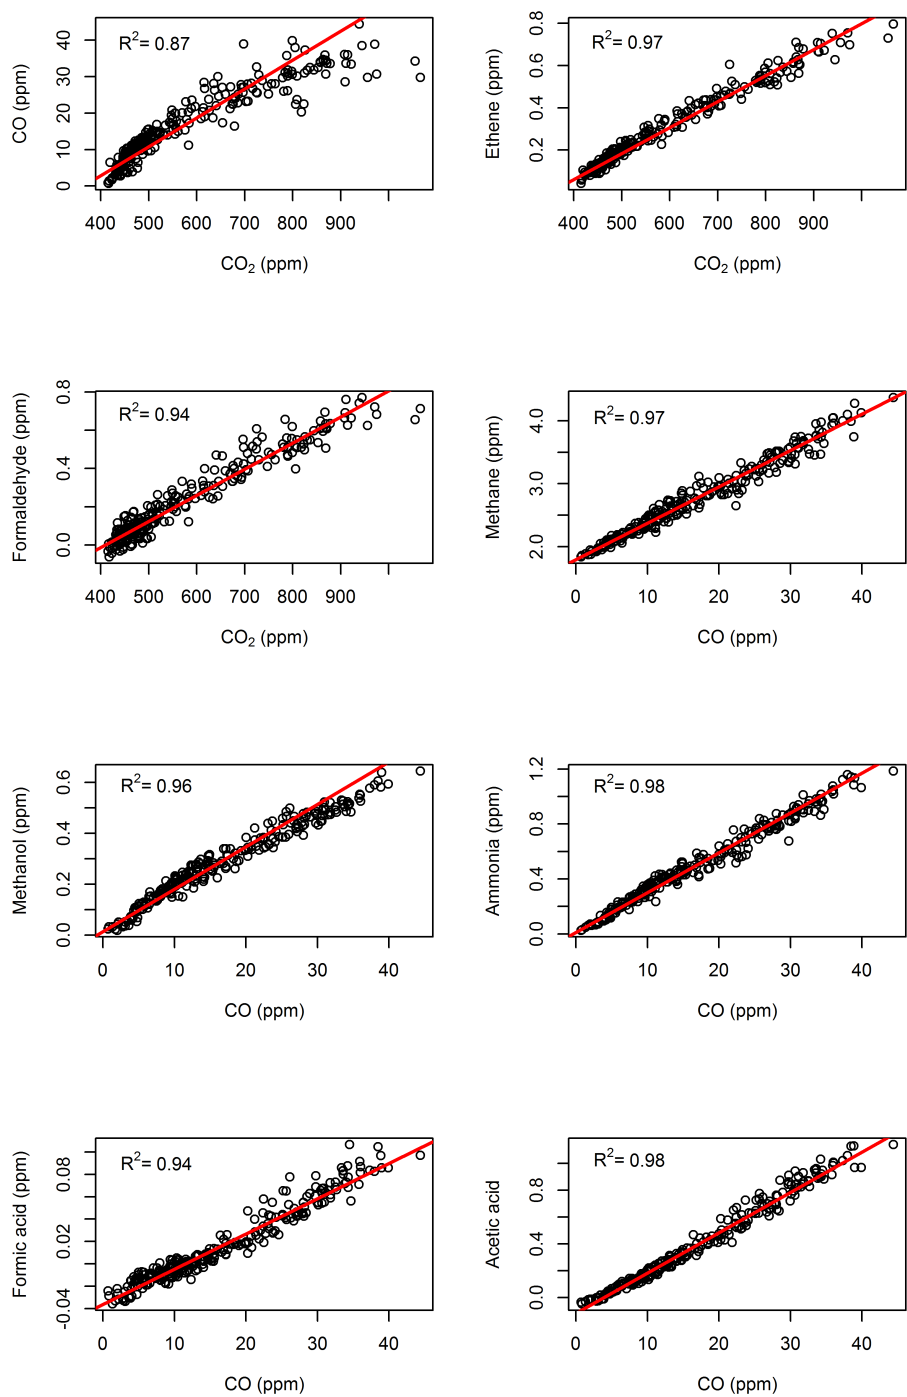 R2= 0.87
CO (ppm)
0 10 20 30 40
400 500 600 700 800 900
CO2 (ppm)
R2= 0.97
Ethene (ppm)
0.2 0.4 0.6 0.8
400 500 600 700 800 900
CO2 (ppm)
R2= 0.94
Formaldehyde (ppm)
0.0 0.4 0.8
400 500 600 700 800 900
CO2 (ppm)
R2= 0.97
Methane (ppm)
2.0 3.0 4.0
0 10 20 30 40
CO (ppm)
R2= 0.96
Methanol (ppm)
0.0 0.2 0.4 0.6
0 10 20 30 40
CO (ppm)
R2= 0.98
Ammonia (ppm)
0.0 0.4 0.8 1.2
0 10 20 30 40
CO (ppm)
R2= 0.94
Formic acid (ppm)
-0.04 0.02 0.08
0 10 20 30 40
CO (ppm)
R2= 0.98
Acetic acid
0.0 0.4 0.8
0 10 20 30 40
CO (ppm)